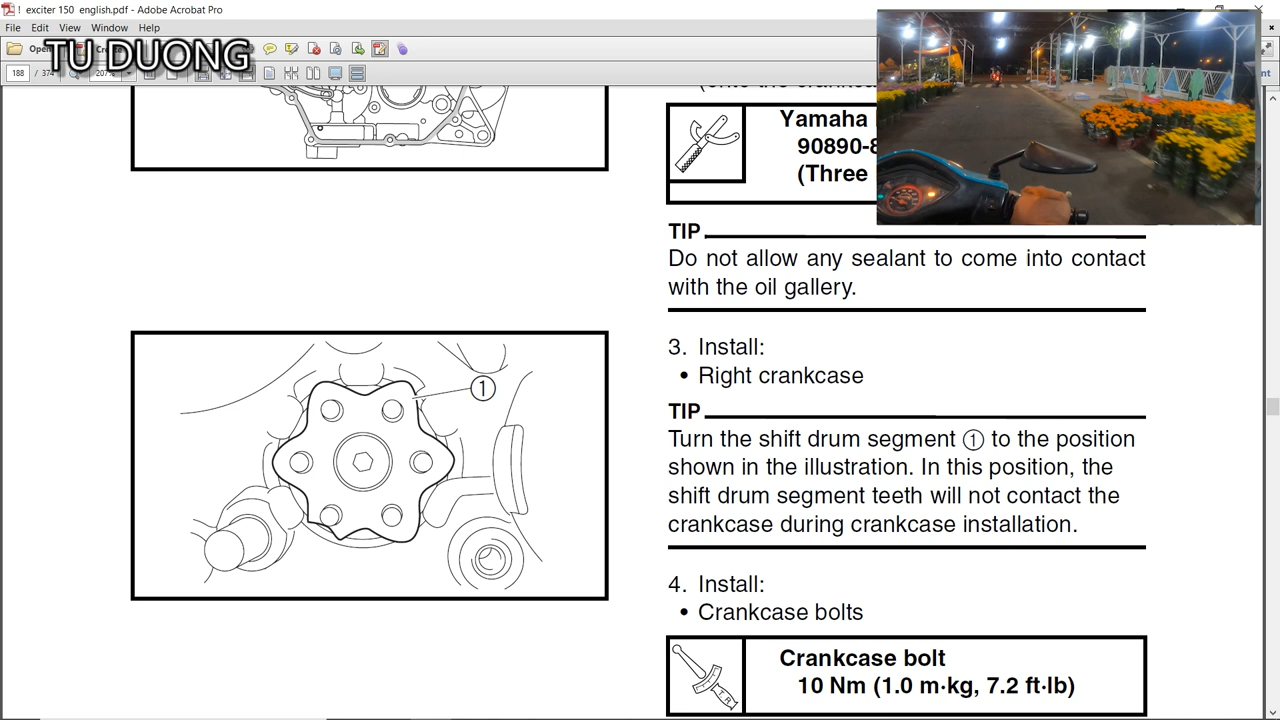 ! exciter 150 english.pdf - Adobe Acrobat Pro
File Edit View Window Help
Open
TU DUONG
188 / 374
207%
Yamaha
90890-8
(Three
TIP
Do not allow any sealant to come into contact
with the oil gallery.
3. Install:
• Right crankcase
TIP
Turn the shift drum segment ① to the position
shown in the illustration. In this position, the
shift drum segment teeth will not contact the
crankcase during crankcase installation.
①
4. Install:
• Crankcase bolts
Crankcase bolt
10 Nm (1.0 m·kg, 7.2 ft·lb)